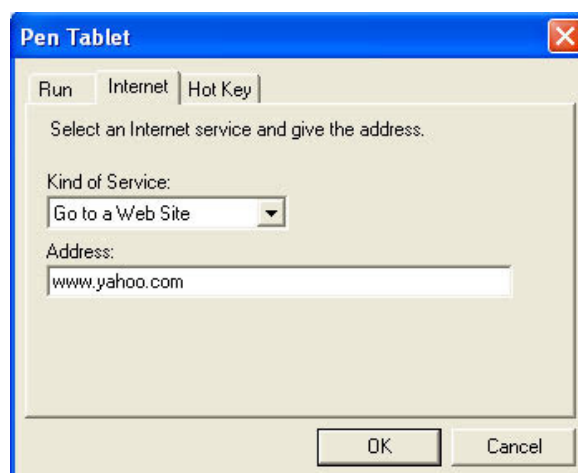 Pen Tablet
Run Internet Hot Key
Select an Internet service and give the address.
Kind of Service:
Go to a Web Site
Address:
www.yahoo.com
OK Cancel